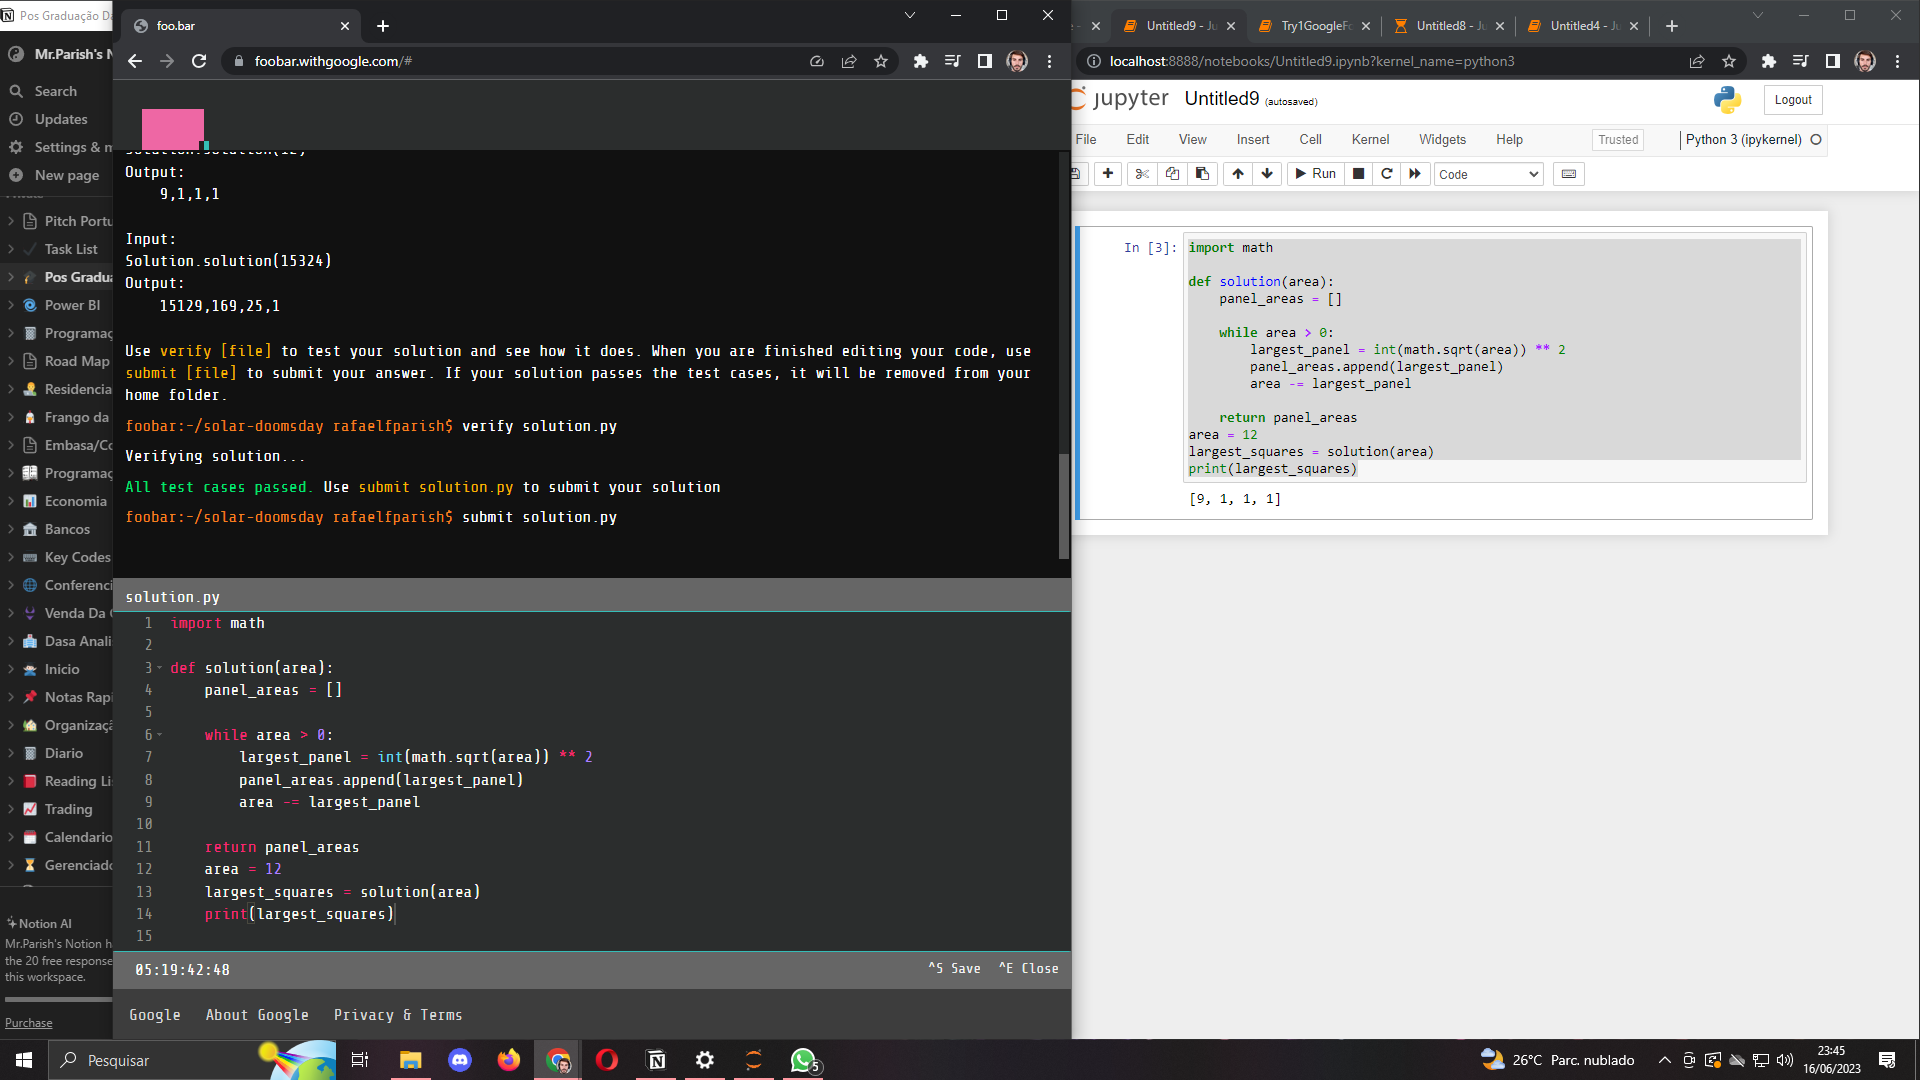 Pos Graduação Da
Mr.Parish's N
Search
Updates
Settings & m
New page
Pitch Portu
Task List
Pos Gradua
Power BI
Programaç
Road Map
Residencia
Frango da
Embasa/Co
Programaç
Economia
Bancos
Key Codes
Conferenci
Venda Da C
Dasa Anali
Inicio
Notas Rapi
Organizaçã
Diario
Reading Lis
Trading
Calendario
Gerenciado
Notion AI
Mr.Parish's Notion ha
the 20 free response
this workspace.
Purchase
foo.bar
foobar.withgoogle.com/#
Output:
9,1,1,1
Input:
Solution.solution(15324)
Output:
15129,169,25,1
Use verify [file] to test your solution and see how it does. When you are finished editing your code, use
submit [file] to submit your answer. If your solution passes the test cases, it will be removed from your
home folder.
foobar:~/solar-doomsday rafaelfparish$ verify solution.py
Verifying solution...
All test cases passed. Use submit solution.py to submit your solution
foobar:~/solar-doomsday rafaelfparish$ submit solution.py
solution.py
1 import math
2
3 def solution(area):
4 panel_areas = []
5
6 while area > 0:
7 largest_panel = int(math.sqrt(area)) ** 2
8 panel_areas.append(largest_panel)
9 area -= largest_panel
10
11 return panel_areas
12 area = 12
13 largest_squares = solution(area)
14 print(largest_squares)
15
05:19:42:48 ^S Save ^E Close
Google About Google Privacy & Terms
Untitled9 - Ju Try1GoogleFo Untitled8 - Ju Untitled4 - Ju
localhost:8888/notebooks/Untitled9.ipynb?kernel_name=python3
jupyter Untitled9 (autosaved) Logout
File Edit View Insert Cell Kernel Widgets Help Trusted Python 3 (ipykernel)
Run Code
In [3]: import math
def solution(area):
panel_areas = []
while area > 0:
largest_panel = int(math.sqrt(area)) ** 2
panel_areas.append(largest_panel)
area -= largest_panel
return panel_areas
area = 12
largest_squares = solution(area)
print(largest_squares)
[9, 1, 1, 1]
Pesquisar
5
26°C Parc. nublado
23:45
16/06/2023